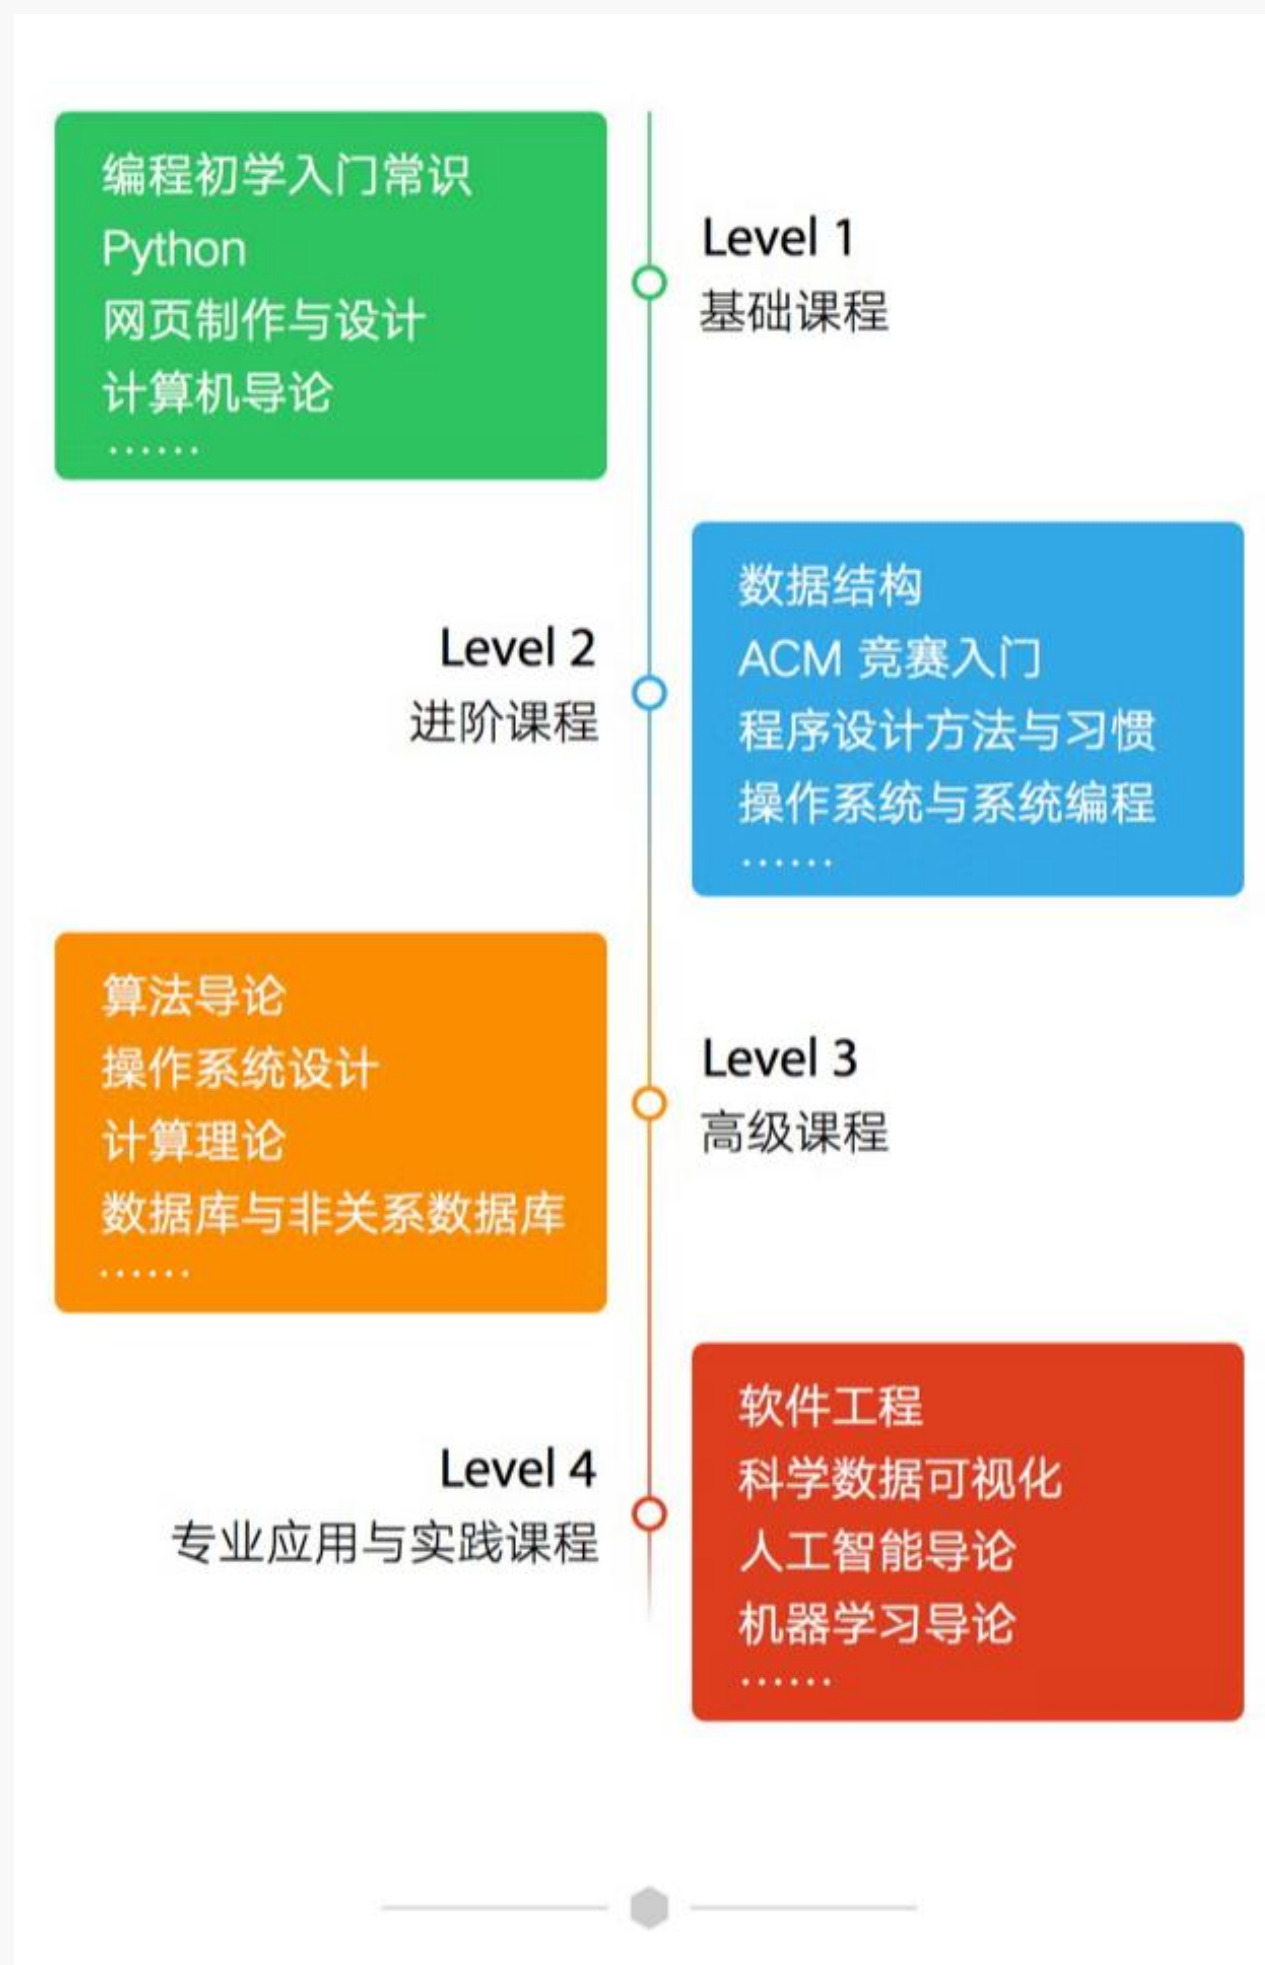 编程初学入门常识
Python
网页制作与设计
计算机导论
······
Level 1
基础课程
Level 2
进阶课程
数据结构
ACM 竞赛入门
程序设计方法与习惯
操作系统与系统编程
······
算法导论
操作系统设计
计算理论
数据库与非关系数据库
······
Level 3
高级课程
Level 4
专业应用与实践课程
软件工程
科学数据可视化
人工智能导论
机器学习导论
······